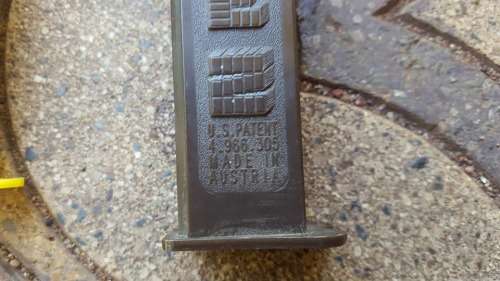 U.S. PATENT
4.966.305
MADE IN
AUSTRIA